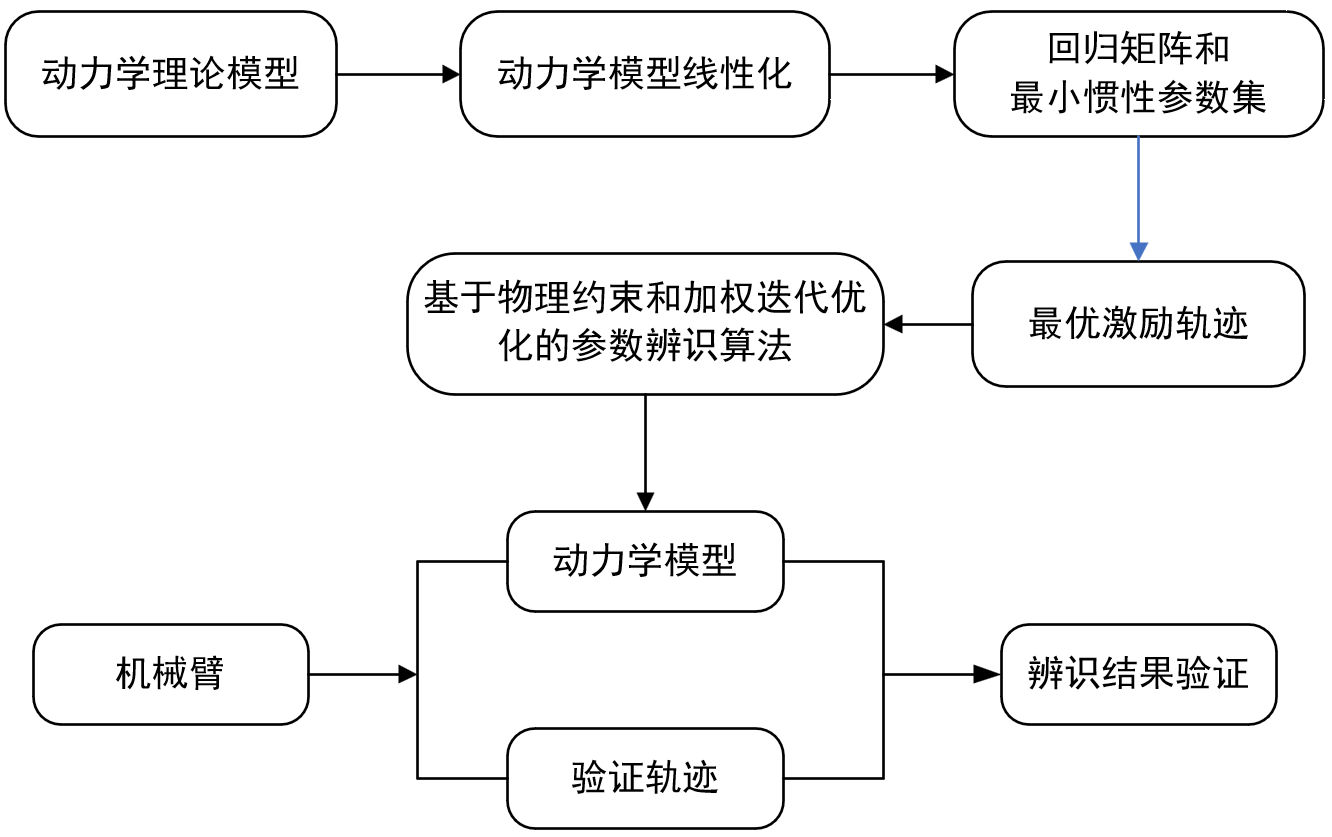 动力学理论模型
动力学模型线性化
回归矩阵和
最小惯性参数集
最优激励轨迹
基于物理约束和加权迭代优
化的参数辨识算法
动力学模型
机械臂
验证轨迹
辨识结果验证